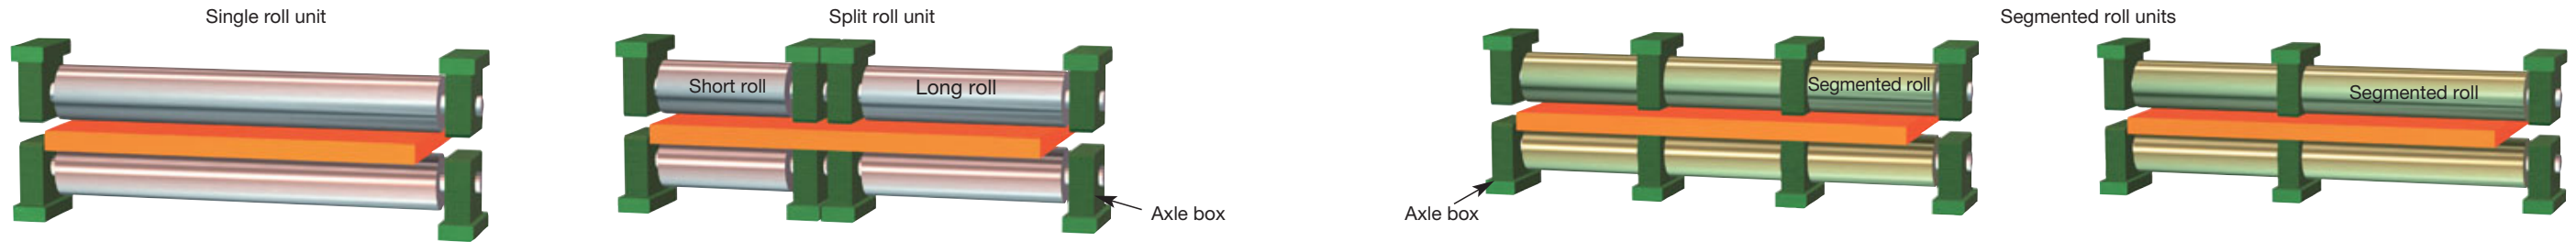 Single roll unit
Split roll unit
Segmented roll units
Short roll
Long roll
Segmented roll
Segmented roll
Axle box
Axle box